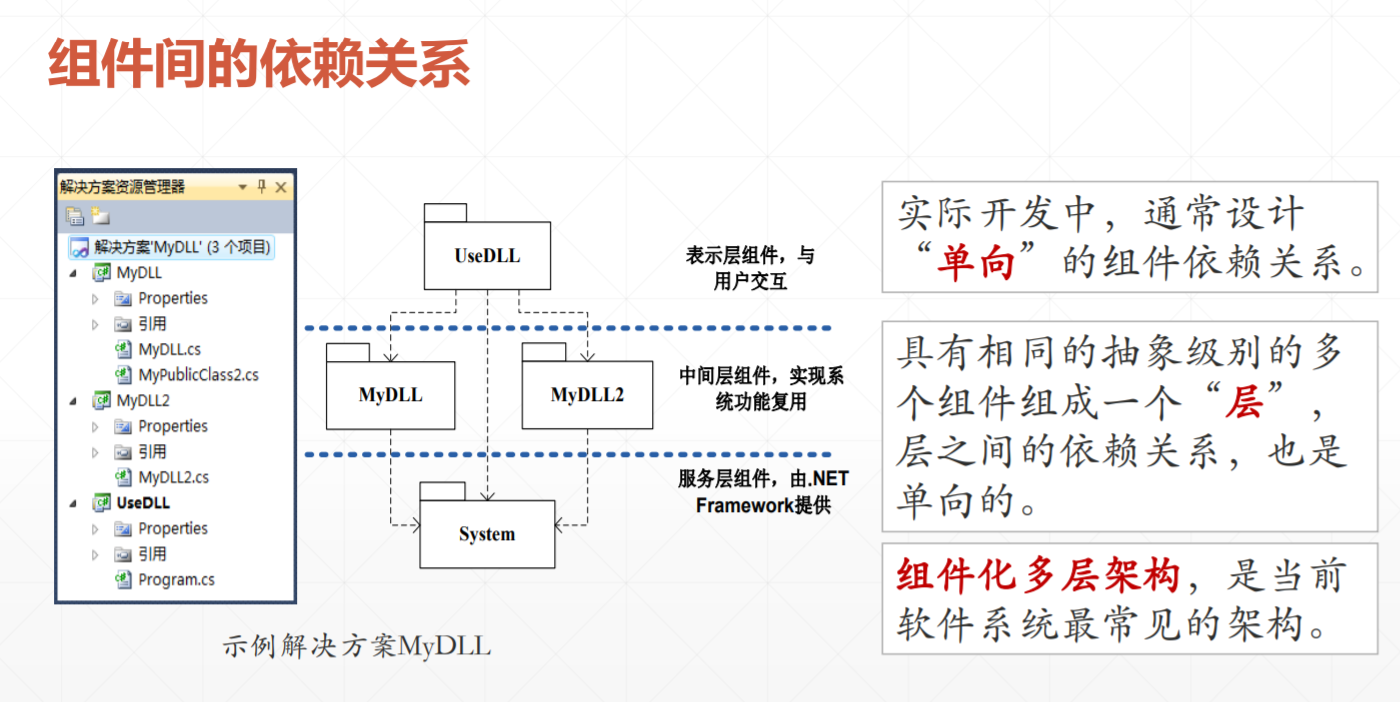 组件间的依赖关系
解决方案资源管理器
解决方案'MyDLL' (3 个项目)
MyDLL
Properties
引用
MyDLL.cs
MyPublicClass2.cs
MyDLL2
Properties
引用
MyDLL2.cs
UseDLL
Properties
引用
Program.cs
示例解决方案MyDLL
UseDLL
MyDLL
MyDLL2
System
表示层组件，与
用户交互
中间层组件，实现系
统功能复用
服务层组件，由.NET
Framework提供
实际开发中，通常设计
“单向”的组件依赖关系。
具有相同的抽象级别的多
个组件组成一个“层”，
层之间的依赖关系，也是
单向的。
组件化多层架构，是当前
软件系统最常见的架构。